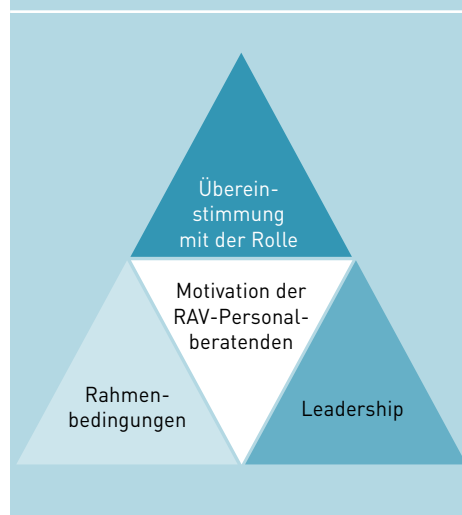 Überein-
stimmung
mit der Rolle
Motivation der
RAV-Personal-
beratenden
Rahmen-
bedingungen
Leadership